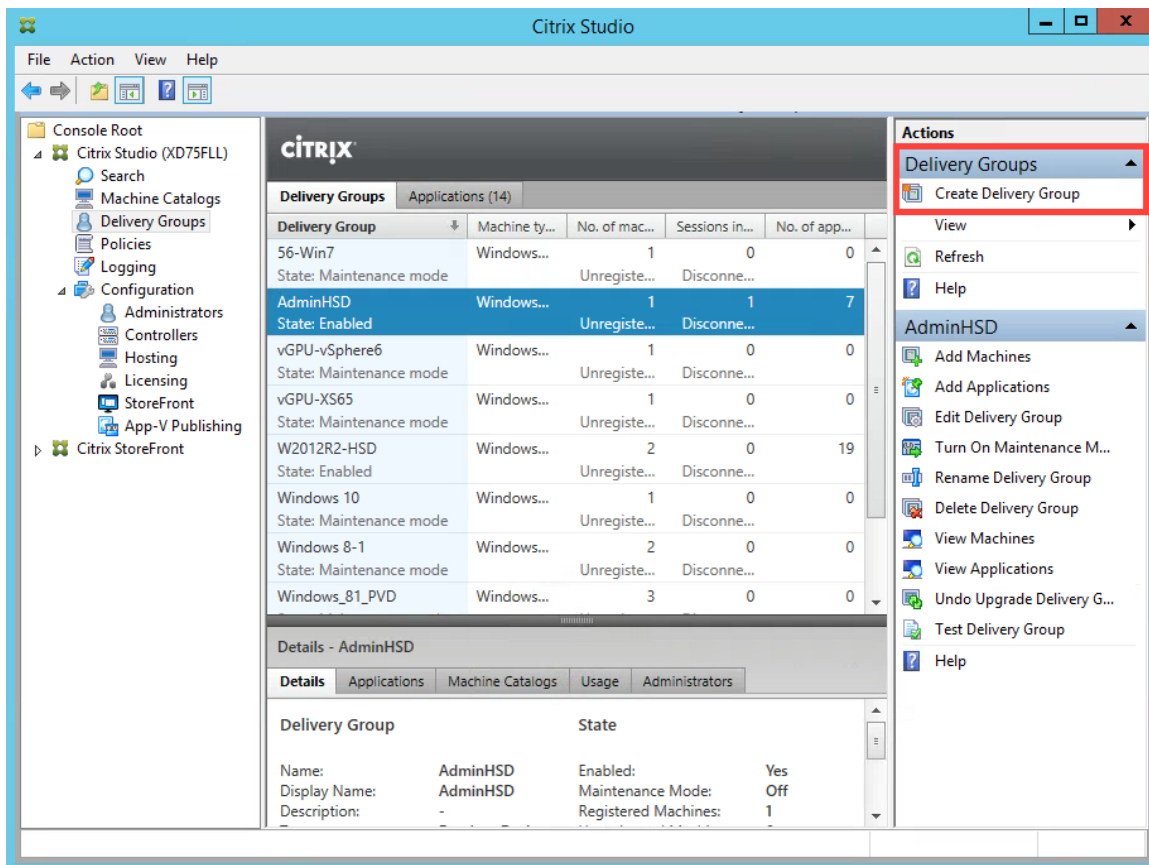 Citrix Studio
File Action View Help
Console Root
Citrix Studio (XD75FLL)
Search
Machine Catalogs
Delivery Groups
Policies
Logging
Configuration
Administrators
Controllers
Hosting
Licensing
StoreFront
App-V Publishing
Citrix StoreFront
CITRIX
Delivery Groups Applications (14)
Delivery Group Machine ty... No. of mac... Sessions in... No. of app...
56-Win7 Windows... 1 0 0
State: Maintenance mode Unregiste... Disconne...
AdminHSD Windows... 1 1 7
State: Enabled Unregiste... Disconne...
vGPU-vSphere6 Windows... 1 0 0
State: Maintenance mode Unregiste... Disconne...
vGPU-XS65 Windows... 1 0 0
State: Maintenance mode Unregiste... Disconne...
W2012R2-HSD Windows... 2 0 19
State: Enabled Unregiste... Disconne...
Windows 10 Windows... 1 0 0
State: Maintenance mode Unregiste... Disconne...
Windows 8-1 Windows... 2 0 0
State: Maintenance mode Unregiste... Disconne...
Windows_81_PVD Windows... 3 0 0
Details - AdminHSD
Details Applications Machine Catalogs Usage Administrators
Delivery Group State
Name: AdminHSD Enabled: Yes
Display Name: AdminHSD Maintenance Mode: Off
Description: - Registered Machines: 1
Actions
Delivery Groups
Create Delivery Group
View
Refresh
Help
AdminHSD
Add Machines
Add Applications
Edit Delivery Group
Turn On Maintenance M...
Rename Delivery Group
Delete Delivery Group
View Machines
View Applications
Undo Upgrade Delivery G...
Test Delivery Group
Help